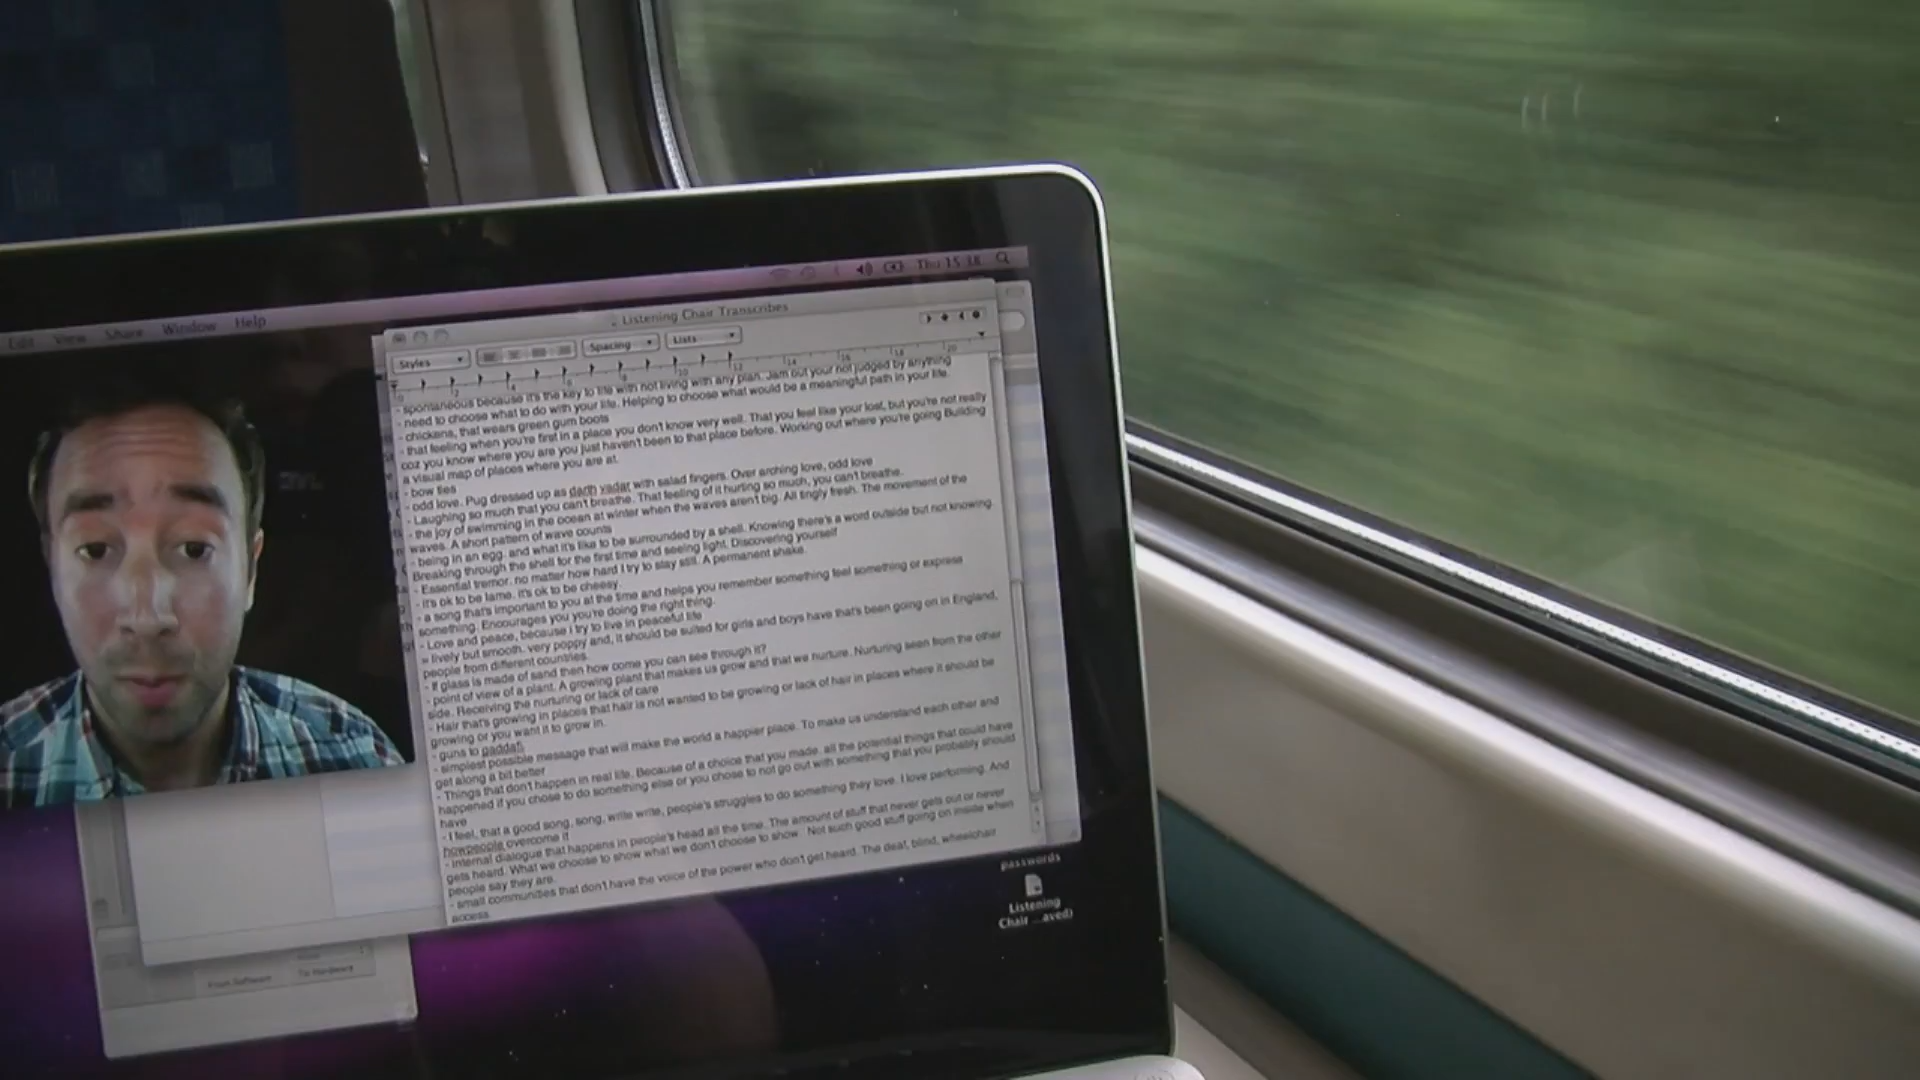 Edit View Share Window Help
Thu 15:18
Listening Chair Transcribes
Styles Spacing Lists
0 2 4 6 8 10 12 14 16 18 20
- spontaneous because it's the key to life with not living with any plan. Jam out your not judged by anything
- need to choose what to do with your life. Helping to choose what would be a meaningful path in your life.
- chickens, that wears green gum boots
- that feeling when you're first in a place you don't know very well. That you feel like your lost, but you're not really
coz you know where you are you just haven't been to that place before. Working out where you're going Building
a visual map of places where you are at.
- bow ties
- odd love. Pug dressed up as darth vadar with salad fingers. Over arching love, odd love
- Laughing so much that you can't breathe. That feeling of it hurting so much, you can't breathe.
- the joy of swimming in the ocean at winter when the waves aren't big. All tingly fresh. The movement of the
waves. A short pattern of wave counts
- being in an egg. and what it's like to be surrounded by a shell. Knowing there's a word outside but not knowing.
Breaking through the shell for the first time and seeing light. Discovering yourself
- Essential tremor. no matter how hard I try to stay still. A permanent shake.
- it's ok to be lame. it's ok to be cheesy.
- a song that's important to you at the time and helps you remember something feel something or express
something. Encourages you you're doing the right thing.
- Love and peace, because i try to live in peaceful life
= lively but smooth. very poppy and, it should be suited for girls and boys have that's been going on in England,
people from different countries.
- If glass is made of sand then how come you can see through it?
- point of view of a plant. A growing plant that makes us grow and that we nurture. Nurturing seen from the other
side. Receiving the nurturing or lack of care
- Hair that's growing in places that hair is not wanted to be growing or lack of hair in places where it should be
growing or you want it to grow in.
- guns to gaddafi.
- simplest possible message that will make the world a happier place. To make us understand each other and
get along a bit better
- Things that don't happen in real life. Because of a choice that you made. all the potential things that could have
happened if you chose to do something else or you chose to not go out with something that you probably should
have
- I feel, that a good song, song, write write, people's struggles to do something they love. I love performing. And
howpeople overcome it
- internal dialogue that happens in people's head all the time. The amount of stuff that never gets out or never
gets heard. What we choose to show what we don't choose to show. Not such good stuff going on inside when
people say they are.
- small communities that don't have the voice of the power who don't get heard. The deaf, blind, wheelchair
access.
passwords
Listening
Chair ...aved)
From Software To Hardware